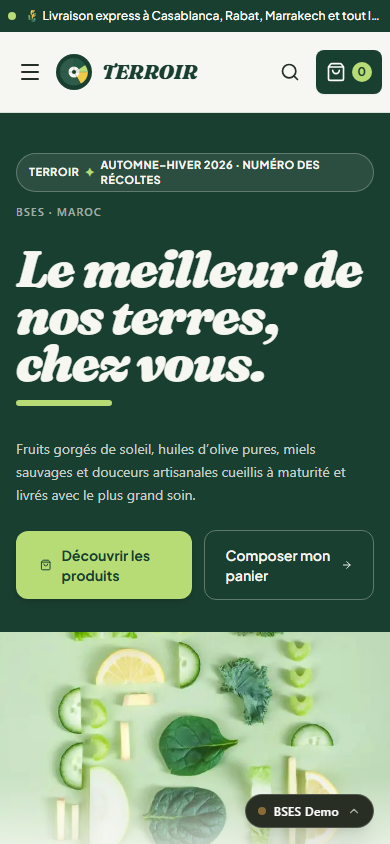 Livraison express à Casablanca, Rabat, Marrakech et tout l...
TERROIR
0
TERROIR ✦ AUTOMNE–HIVER 2026 · NUMÉRO DES
RÉCOLTES
BSES · MAROC
Le meilleur de
nos terres,
chez vous.
Fruits gorgés de soleil, huiles d’olive pures, miels
sauvages et douceurs artisanales cueillis à maturité et
livrés avec le plus grand soin.
Découvrir les
produits
Composer mon
panier
BSES Demo